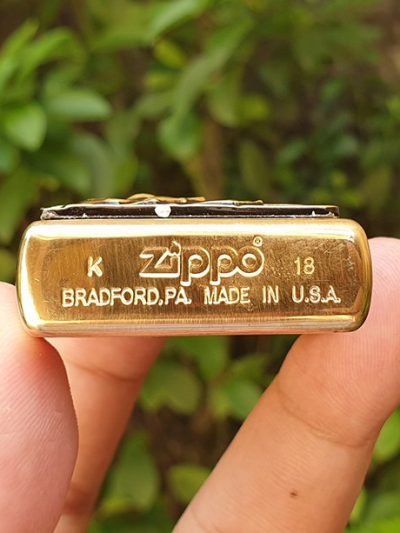 K zippo® 18
BRADFORD,PA. MADE IN U.S.A.